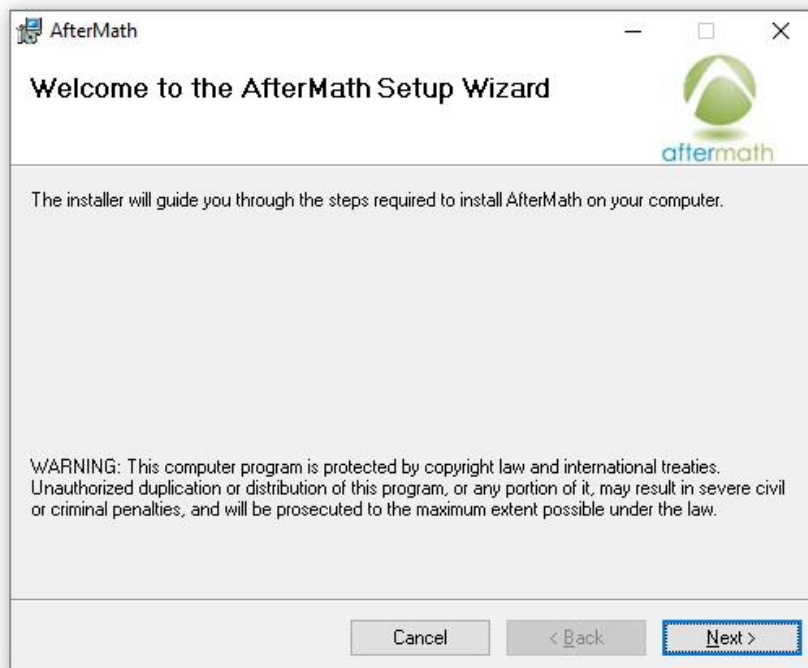 AfterMath
Welcome to the AfterMath Setup Wizard
aftermath
The installer will guide you through the steps required to install AfterMath on your computer.
WARNING: This computer program is protected by copyright law and international treaties.
Unauthorized duplication or distribution of this program, or any portion of it, may result in severe civil
or criminal penalties, and will be prosecuted to the maximum extent possible under the law.
Cancel < Back Next >